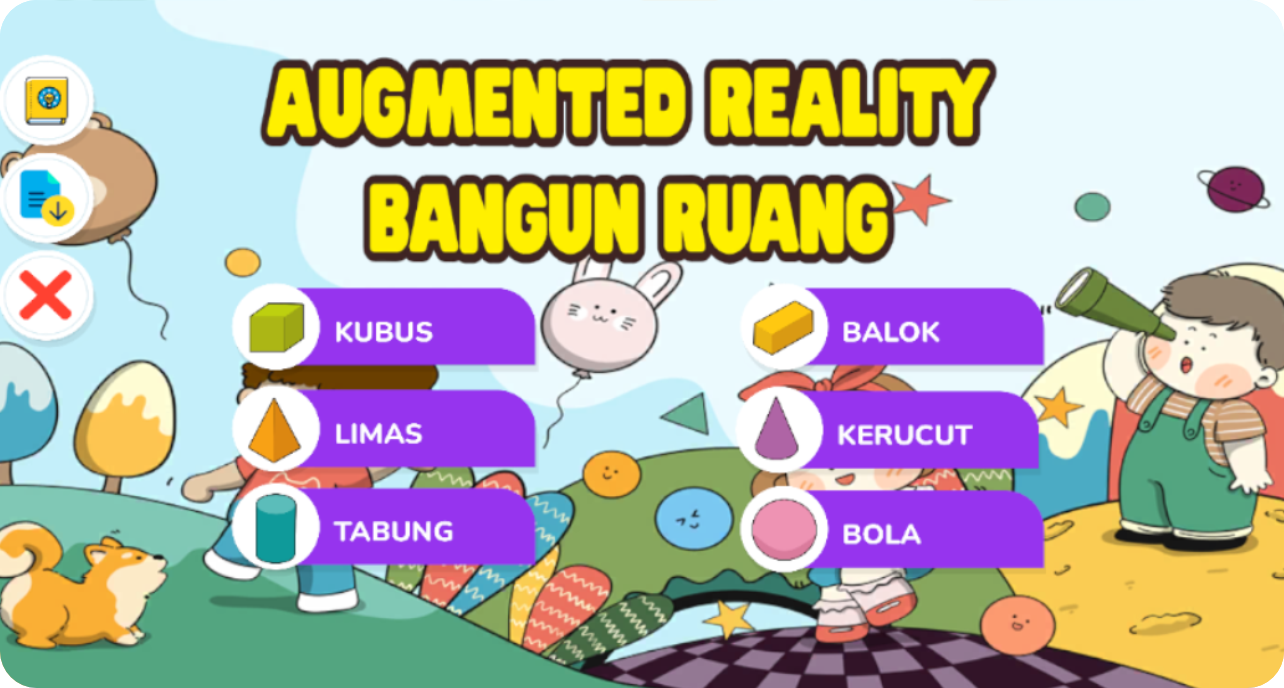 AUGMENTED REALITY
BANGUN RUANG
KUBUS
BALOK
LIMAS
KERUCUT
TABUNG
BOLA